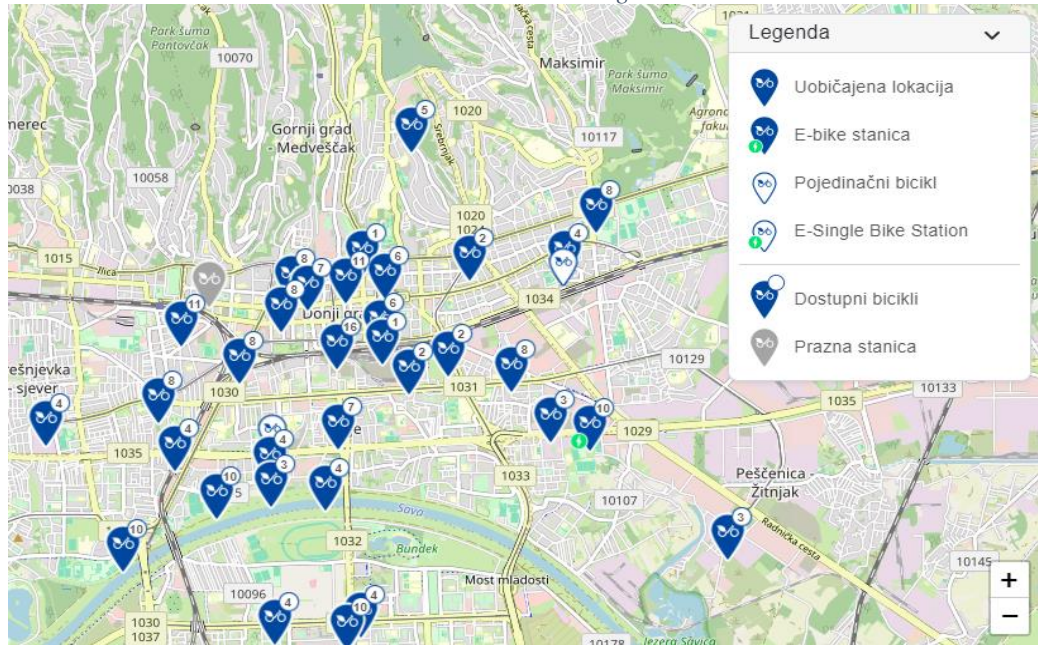 Park šuma
Pantovčak
10070
Maksimir
Park šuma
Maksimir
1020
10117
Gornji grad
- Medveščak
Srebrnjak
5
10058
8
1020
1
2
4
1015
Ilica
8
7
11
6
1034
11
8
Donji
6
16
1
8
2
2
8
10129
sjever
1030
1031
10133
1035
8
4
7
3
10
1029
4
4
1035
1033
Peščenica -
Žitnjak
10
3
4
10107
Sava
3
Radnička cesta
10
1032
Bundek
Most mladosti
10145
10096
4
4
10
1030
1037
10178
Jezera Savica
Legenda
Uobičajena lokacija
E-bike stanica
Pojedinačni bicikl
E-Single Bike Station
Dostupni bicikli
Prazna stanica
+
−